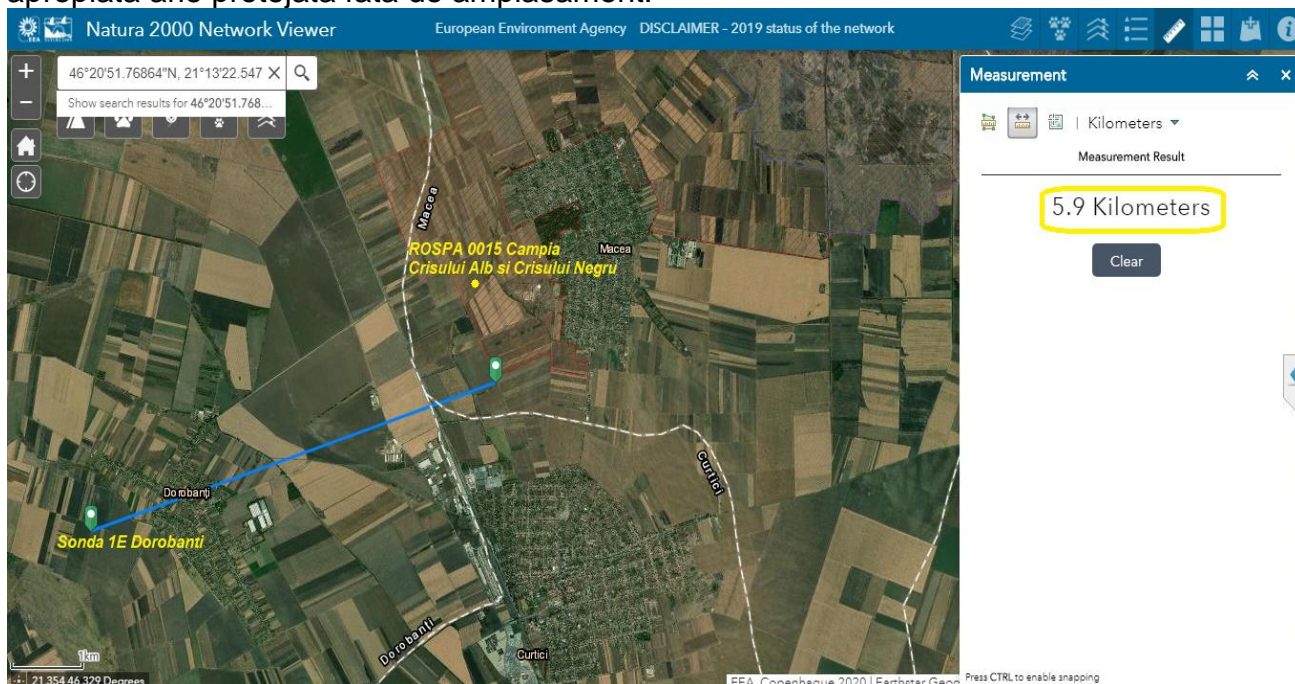 apropiata arie protejata fata de amplasament.
Natura 2000 Network Viewer
European Environment Agency DISCLAIMER - 2019 status of the network
46°20'51.76864"N, 21°13'22.547
Show search results for 46°20'51.768...
Measurement
Kilometers
Measurement Result
5.9 Kilometers
Clear
Macea
ROSPA 0015 Campia
Crisului Alb si Crisului Negru
Macea
Curtici
Dorobanți
Sonda 1E Dorobanti
Dorobanți
Curtici
1km
21.354 46.329 Degrees
EEA, Copenhague 2020 | Earthstar Geog
Press CTRL to enable snapping